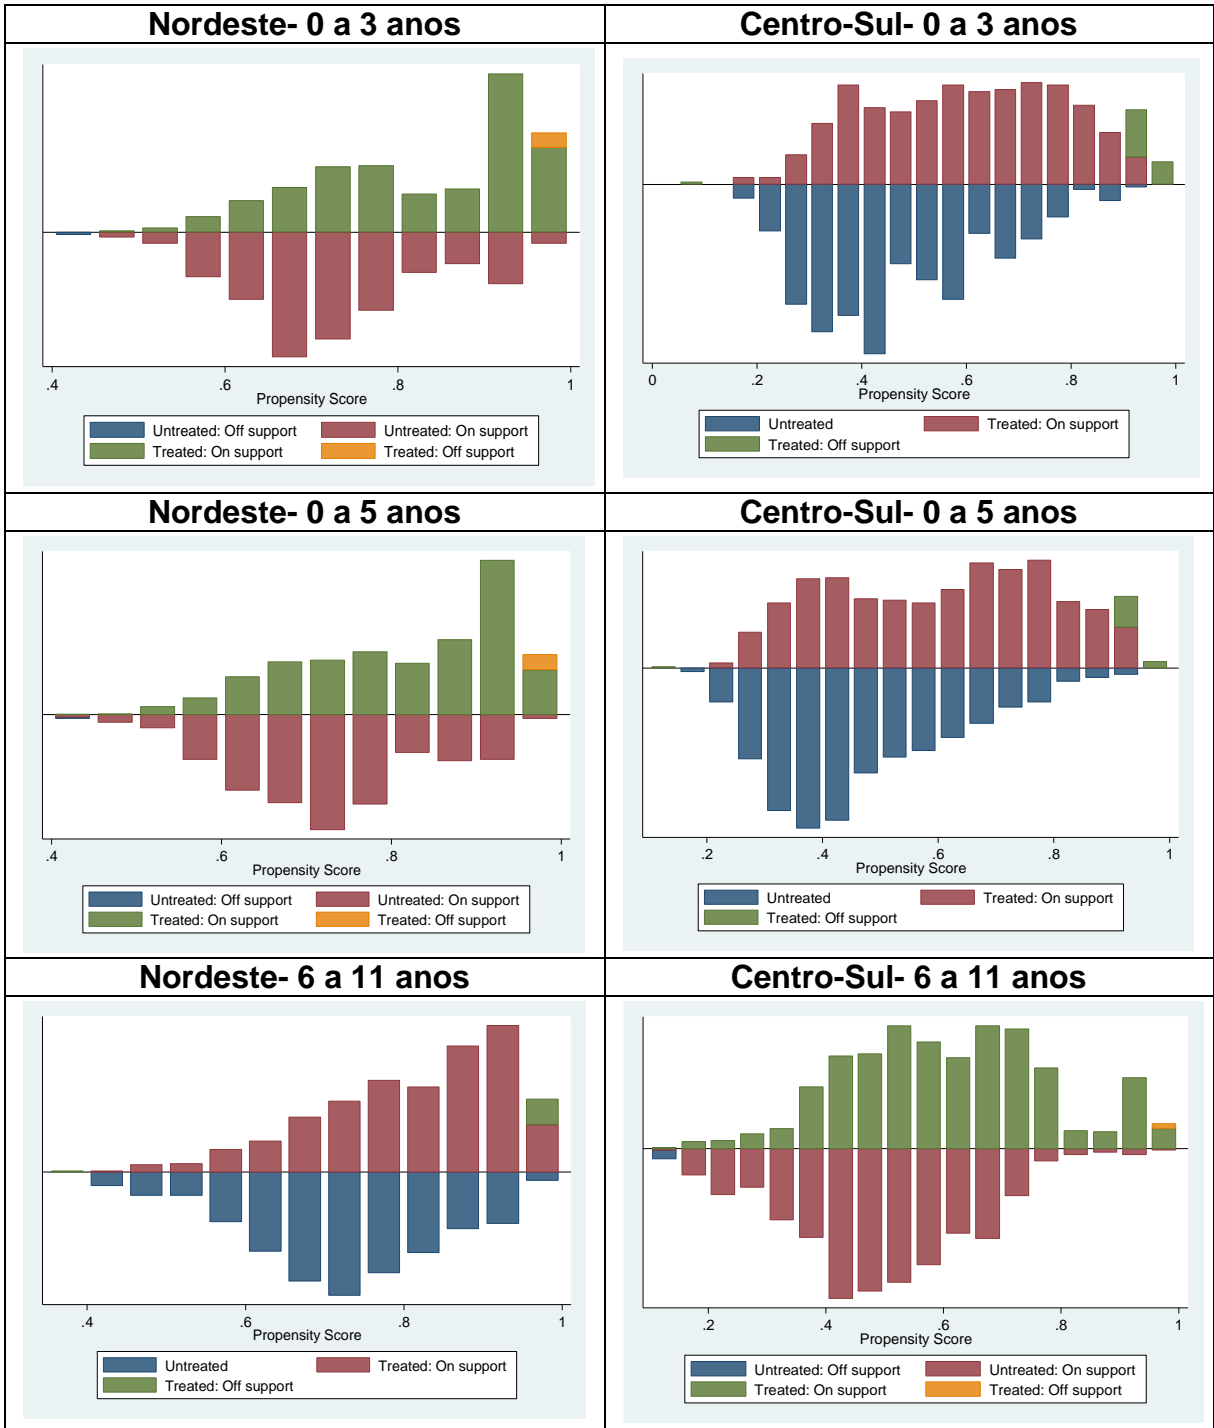 Nordeste- 0 a 3 anos
Centro-Sul- 0 a 3 anos
.4 .6 .8 1
Propensity Score
Untreated: Off support Untreated: On support
Treated: On support Treated: Off support
0 .2 .4 .6 .8 1
Propensity Score
Untreated Treated: On support
Treated: Off support
Nordeste- 0 a 5 anos
Centro-Sul- 0 a 5 anos
.4 .6 .8 1
Propensity Score
Untreated: Off support Untreated: On support
Treated: On support Treated: Off support
.2 .4 .6 .8 1
Propensity Score
Untreated Treated: On support
Treated: Off support
Nordeste- 6 a 11 anos
Centro-Sul- 6 a 11 anos
.4 .6 .8 1
Propensity Score
Untreated Treated: On support
Treated: Off support
.2 .4 .6 .8 1
Propensity Score
Untreated: Off support Untreated: On support
Treated: On support Treated: Off support